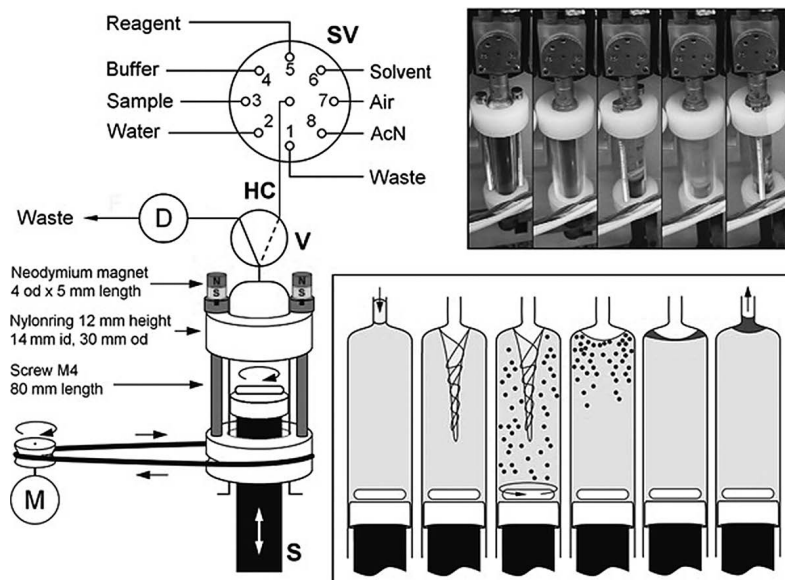 Reagent
SV
Buffer
5
Solvent
4
6
Sample
3
7
Air
Water
2
1
8
AcN
Waste
HC
Waste
D
V
Neodymium magnet
4 od x 5 mm length
N
S
N
S
Nylonring 12 mm height
14 mm id, 30 mm od
Screw M4
80 mm length
M
S